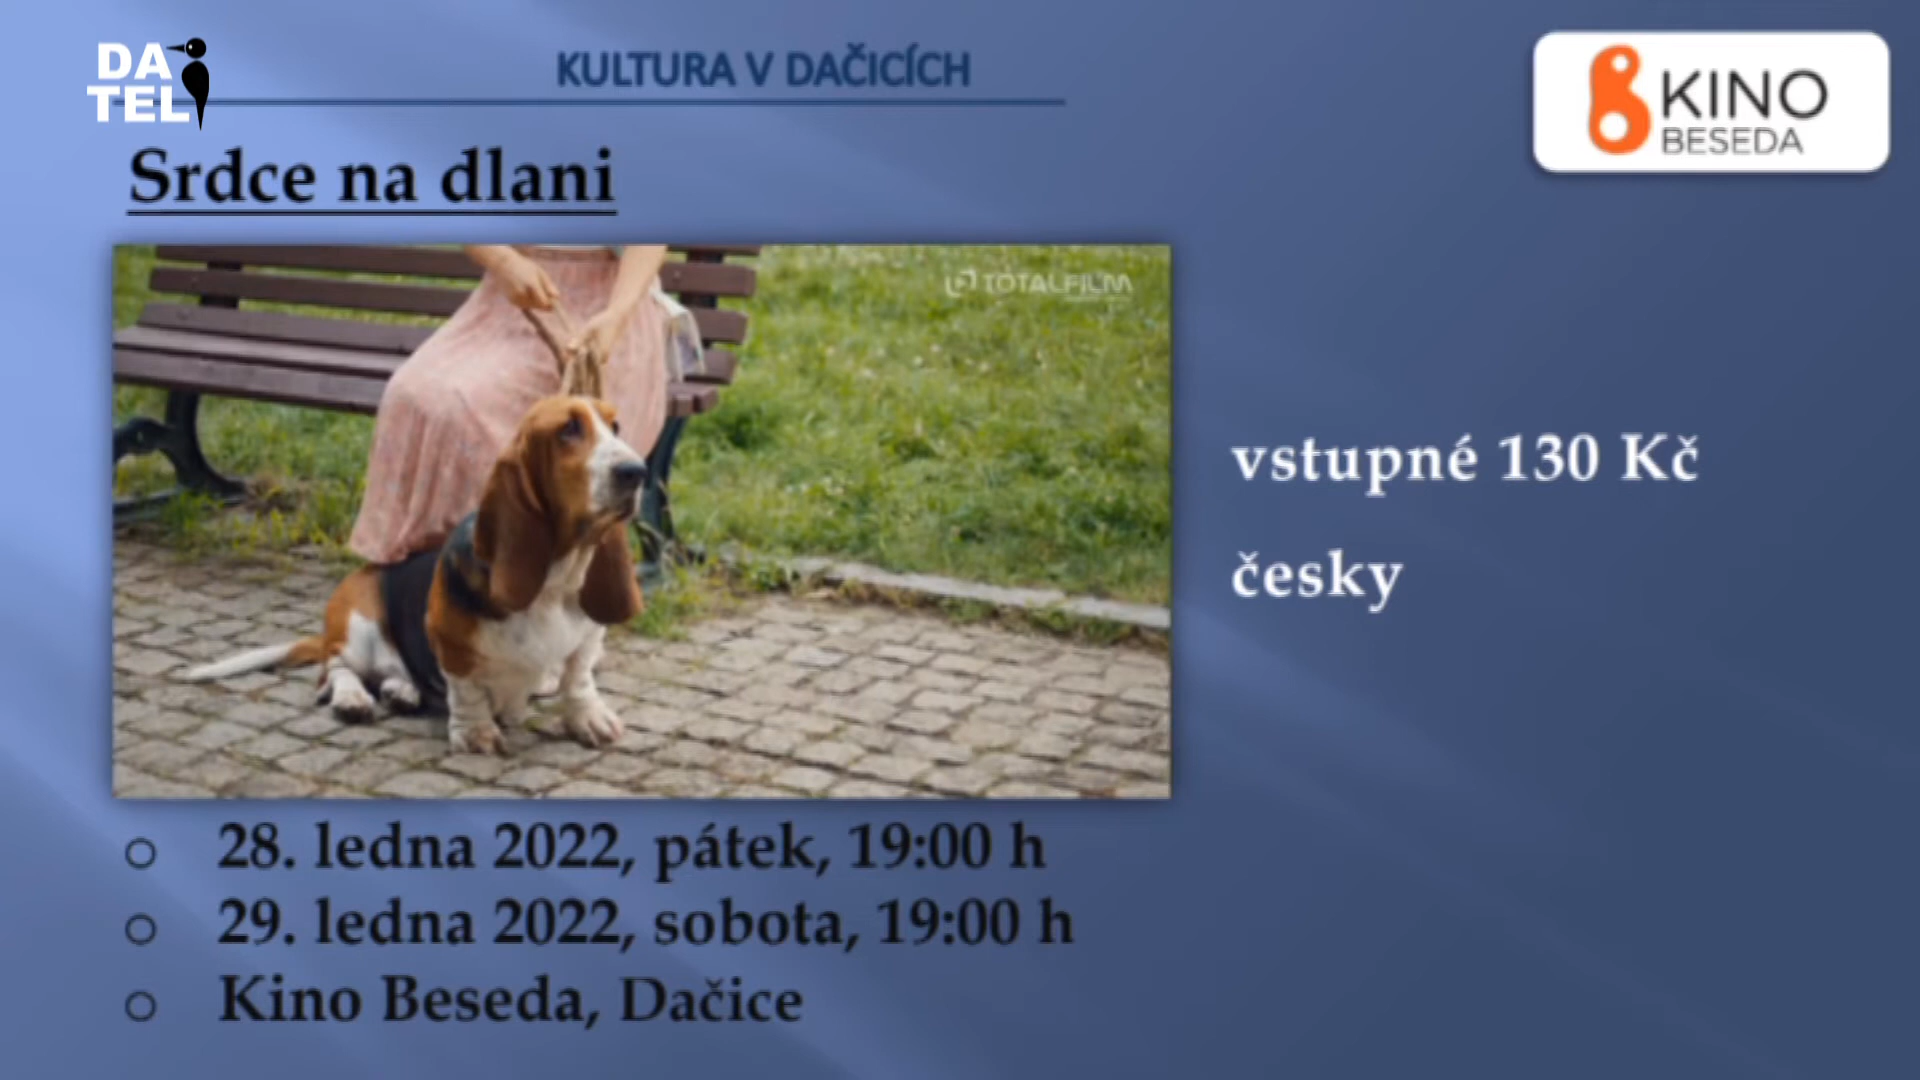 DA
TEL
KULTURA V DAČICÍCH
KINO
BESEDA
Srdce na dlani
TOTALFILM
vstupné 130 Kč
česky
28. ledna 2022, pátek, 19:00 h
29. ledna 2022, sobota, 19:00 h
Kino Beseda, Dačice